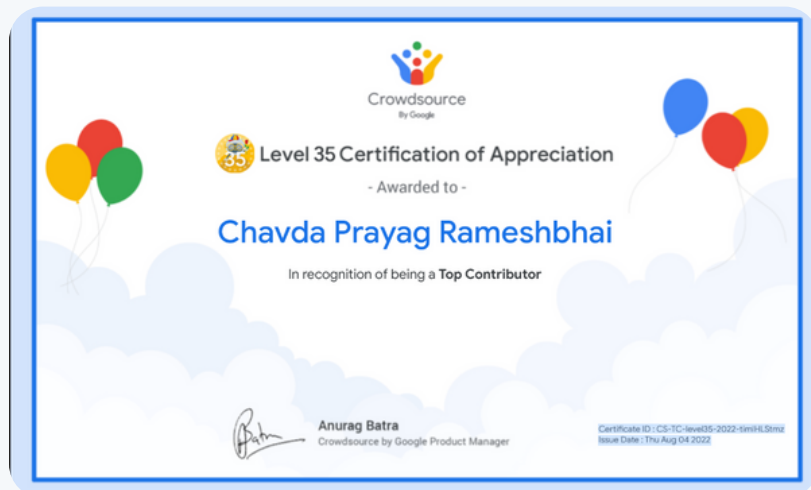 Crowdsource
By Google
35 Level 35 Certification of Appreciation
- Awarded to -
Chavda Prayag Rameshbhai
In recognition of being a Top Contributor
Batra
Anurag Batra
Crowdsource by Google Product Manager
Certificate ID : CS-TC-level35-2022-timiHLStmz
Issue Date : Thu Aug 04 2022